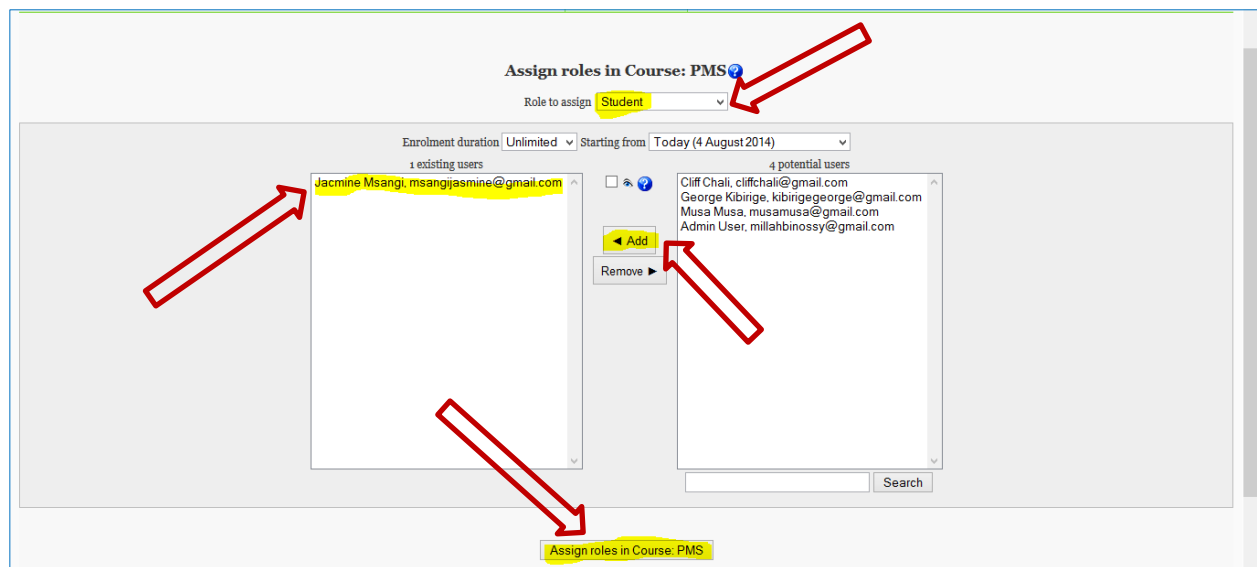 Assign roles in Course: PMS
Role to assign Student
Enrolment duration Unlimited Starting from Today (4 August 2014)
1 existing users
4 potential users
Jacmine Msangi, msangijasmine@gmail.com
Cliff Chali, cliffchali@gmail.com
George Kibirige, kibirigegeorge@gmail.com
Musa Musa, musamusa@gmail.com
Admin User, millahbinossy@gmail.com
◄ Add
Remove ►
Search
Assign roles in Course: PMS